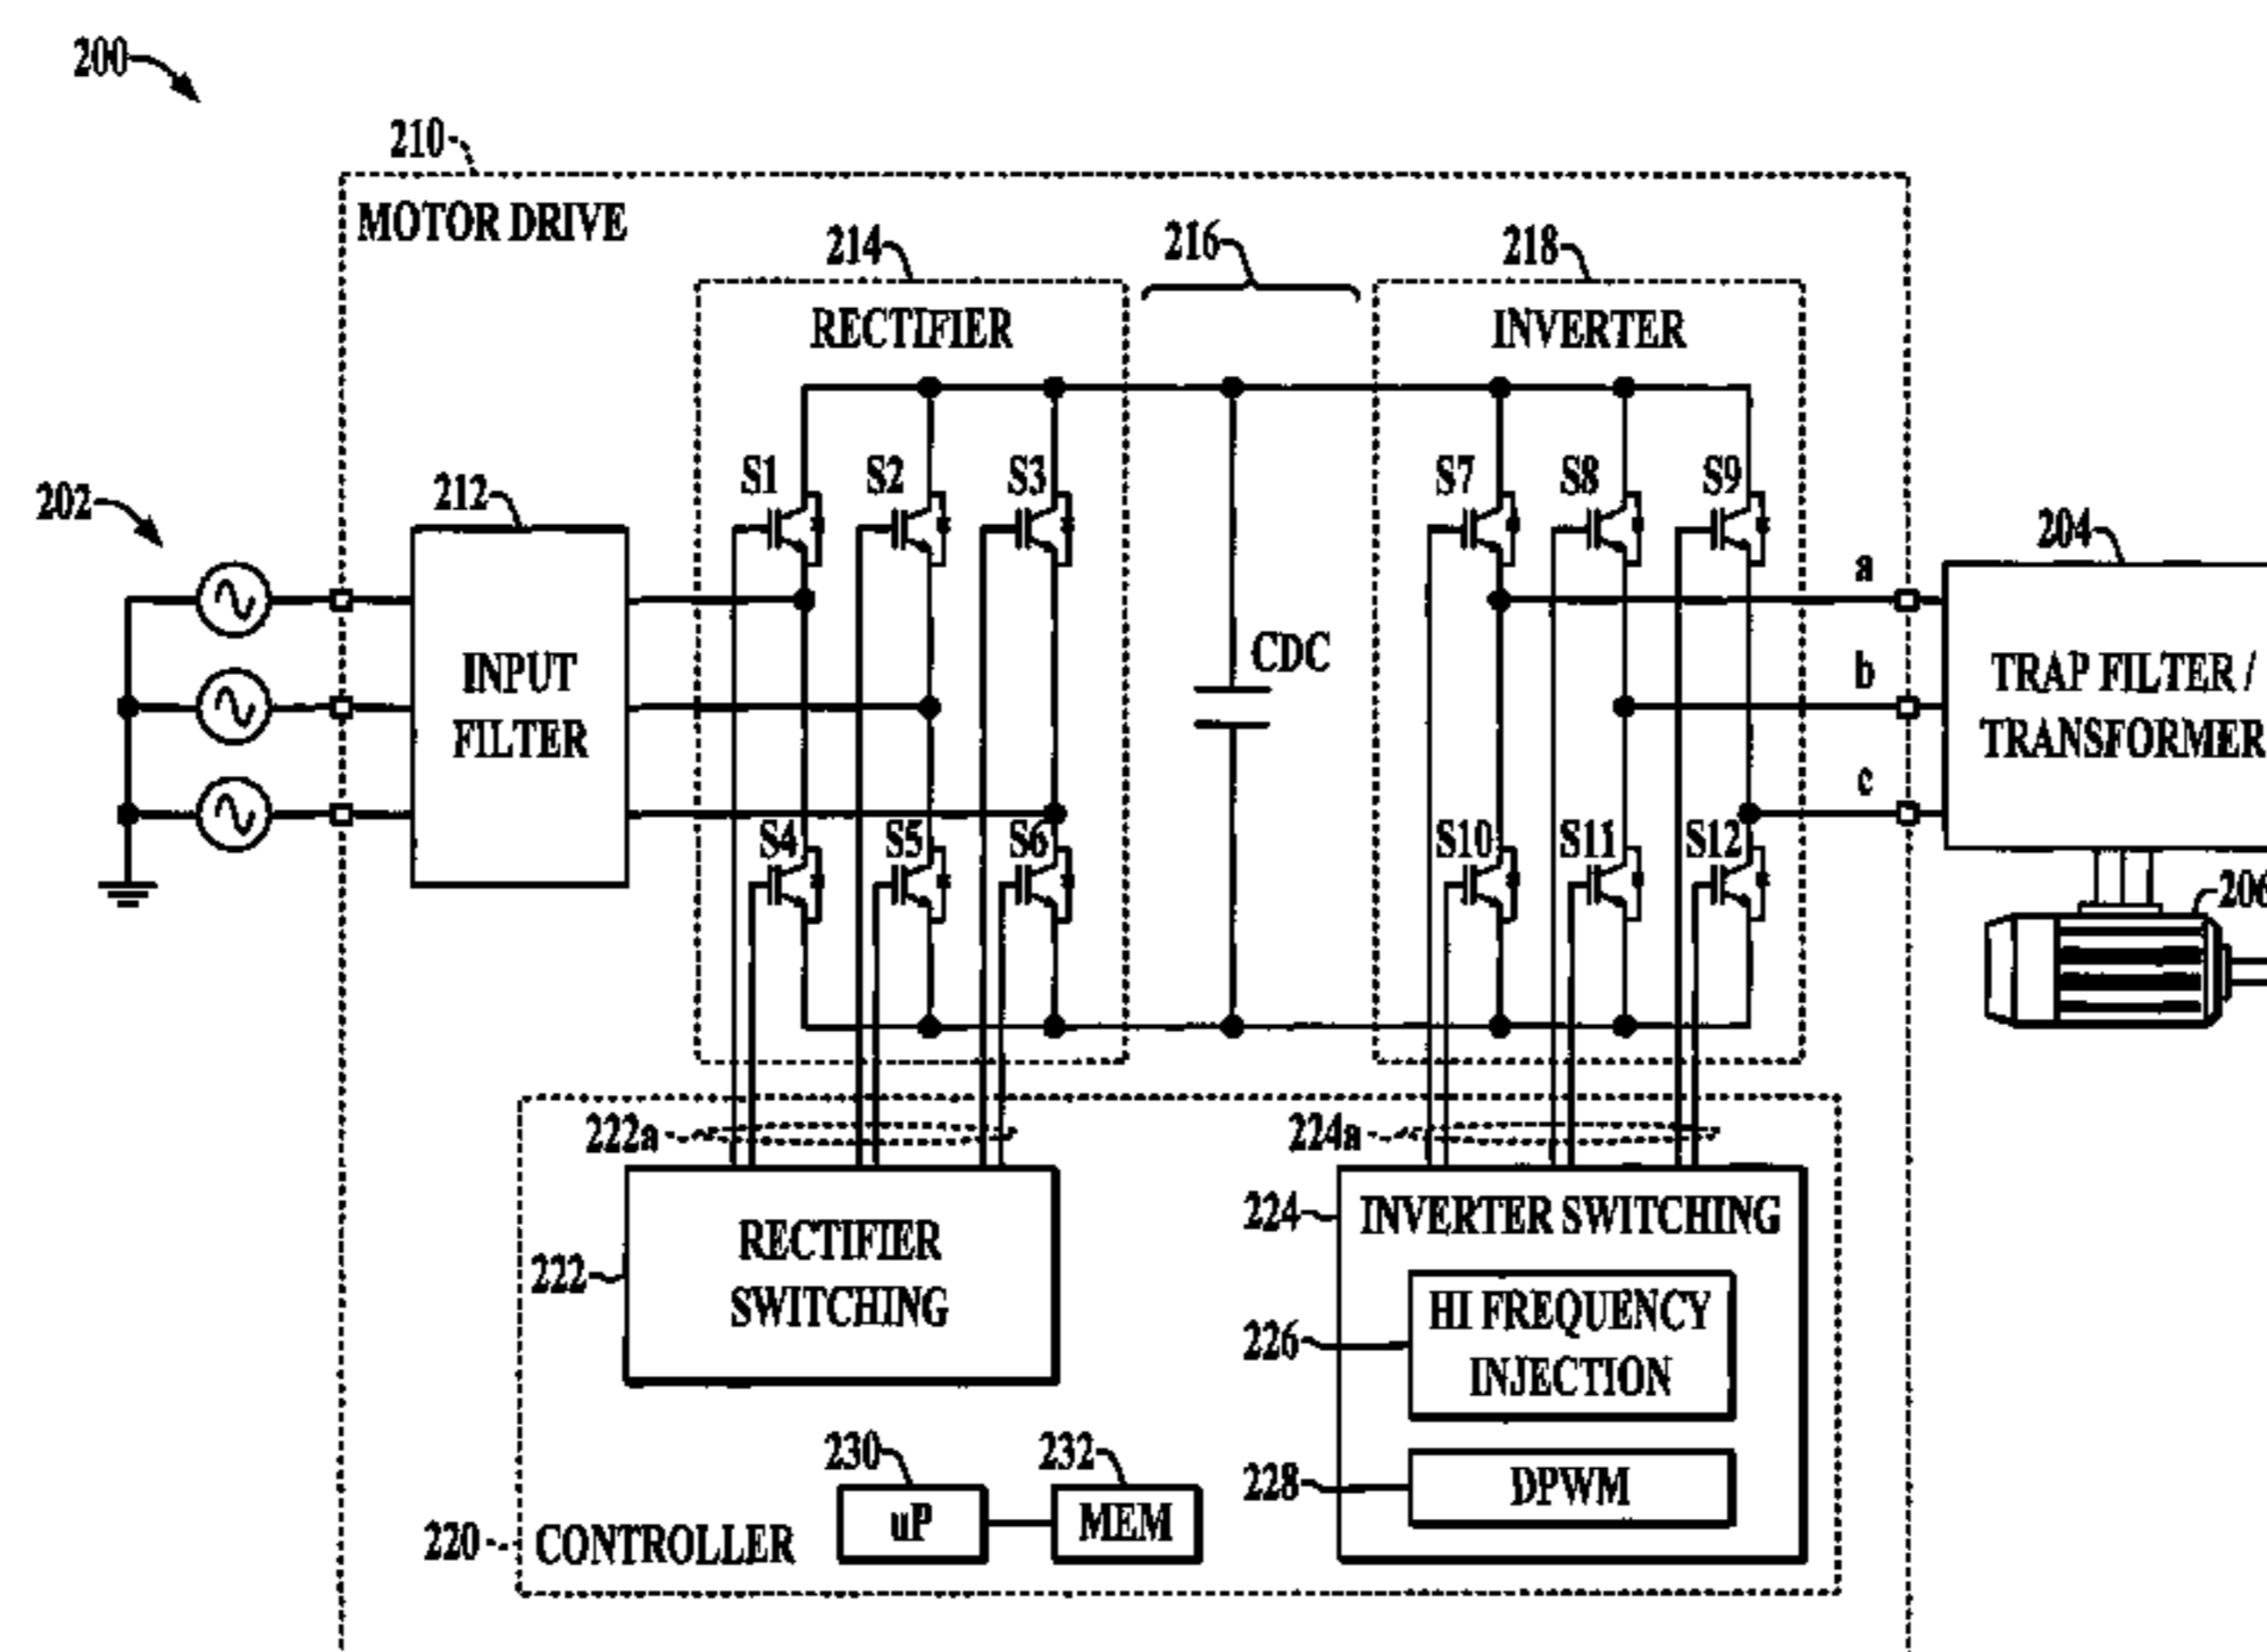 200
210
MOTOR DRIVE
214
216
218
RECTIFIER
INVERTER
202
212
S1
S2
S3
S7
S8
S9
204
a
INPUT
FILTER
CDC
b
TRAP FILTER /
TRANSFORMER
c
S4
S5
S6
S10
S11
S12
206
222a
224a
222
RECTIFIER
SWITCHING
224
INVERTER SWITCHING
226
HI FREQUENCY
INJECTION
230
232
228
DPWM
220
CONTROLLER
uP
MEM